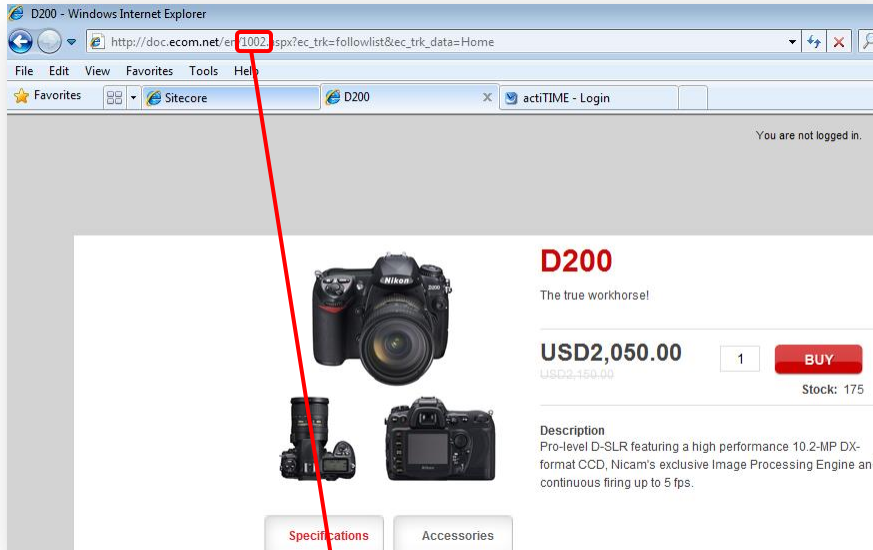 D200 - Windows Internet Explorer
http://doc.ecom.net/en/1002.aspx?ec_trk=followlist&ec_trk_data=Home
File Edit View Favorites Tools Help
Favorites Sitecore D200 x actiTIME - Login
You are not logged in.
D200
The true workhorse!
USD2,050.00 1 BUY
USD2,150.00
Stock: 175
Description
Pro-level D-SLR featuring a high performance 10.2-MP DX-
format CCD, Nicam's exclusive Image Processing Engine an
continuous firing up to 5 fps.
Nikon
D200
Specifications Accessories